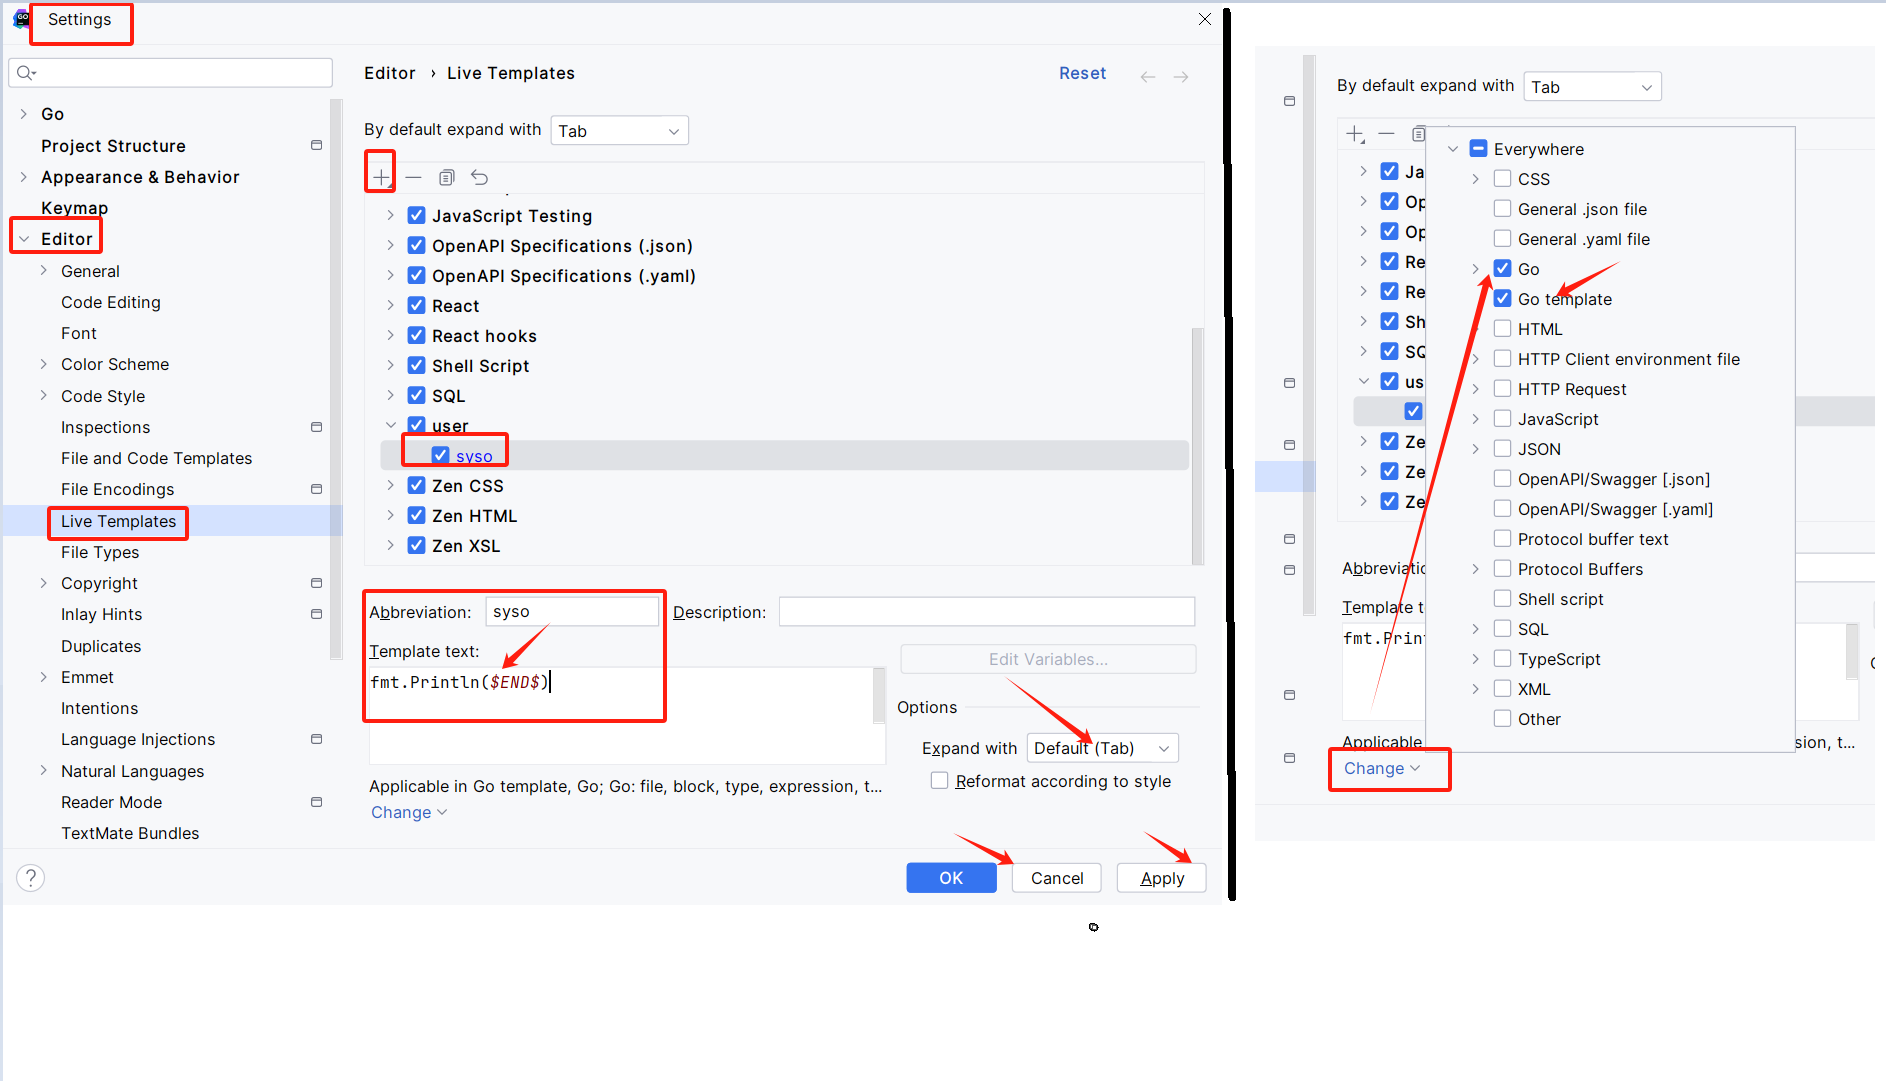 GO
Settings
Editor › Live Templates
Reset
Go
Project Structure
Appearance & Behavior
Keymap
Editor
General
Code Editing
Font
Color Scheme
Code Style
Inspections
File and Code Templates
File Encodings
Live Templates
File Types
Copyright
Inlay Hints
Duplicates
Emmet
Intentions
Language Injections
Natural Languages
Reader Mode
TextMate Bundles
By default expand with Tab
JavaScript Testing
OpenAPI Specifications (.json)
OpenAPI Specifications (.yaml)
React
React hooks
Shell Script
SQL
user
syso
Zen CSS
Zen HTML
Zen XSL
Abbreviation: syso Description:
Template text:
fmt.Println($END$)
Edit Variables...
Options
Expand with Default (Tab)
Reformat according to style
Applicable in Go template, Go; Go: file, block, type, expression, t...
Change
?
OK Cancel Apply
By default expand with Tab
Ja
Op
Op
Re
Re
Sh
SQ
us
Ze
Ze
Ze
Everywhere
CSS
General .json file
General .yaml file
Go
Go template
HTML
HTTP Client environment file
HTTP Request
JavaScript
JSON
OpenAPI/Swagger [.json]
OpenAPI/Swagger [.yaml]
Protocol buffer text
Protocol Buffers
Shell script
SQL
TypeScript
XML
Other
Abbreviatio
Template t
fmt.Prin
Applicable sion, t...
Change